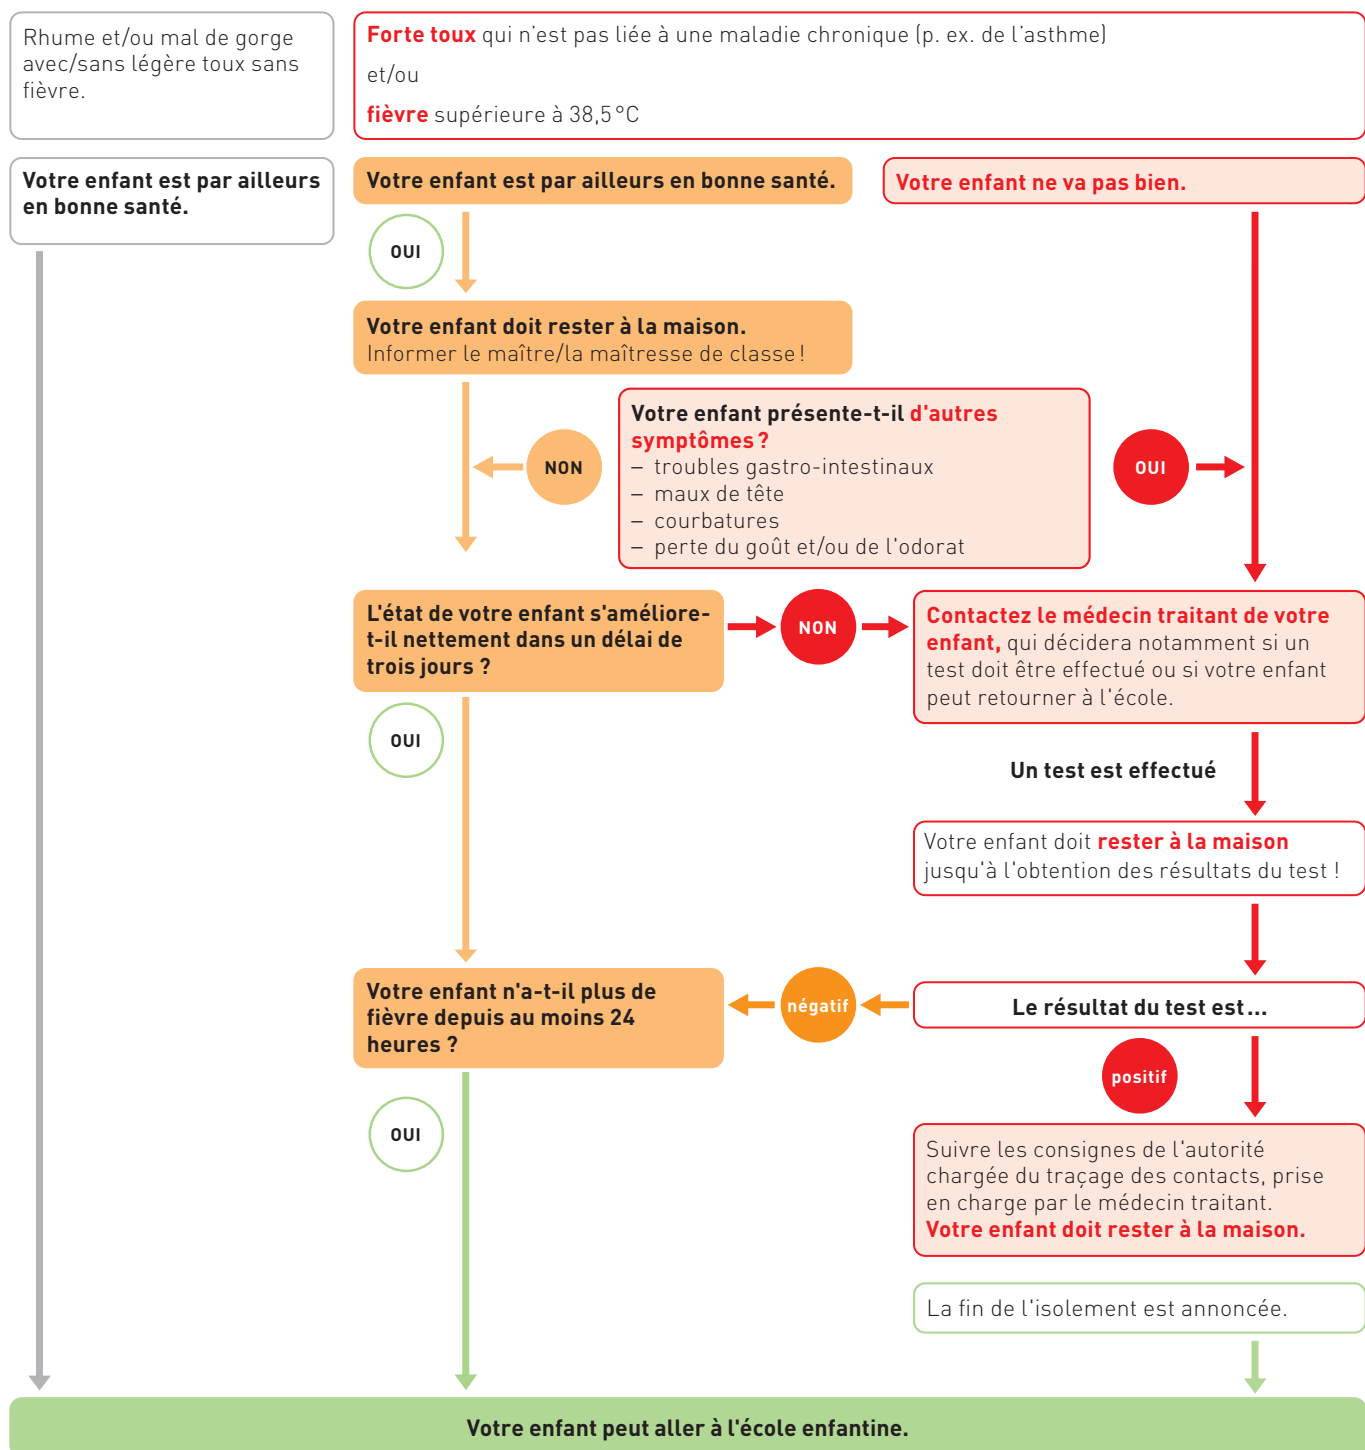 Rhume et/ou mal de gorge
avec/sans légère toux sans
fièvre.
Forte toux qui n’est pas liée à une maladie chronique (p. ex. de l’asthme)
et/ou
fièvre supérieure à 38,5 °C
Votre enfant est par ailleurs
en bonne santé.
Votre enfant est par ailleurs en bonne santé.
Votre enfant ne va pas bien.
OUI
Votre enfant doit rester à la maison.
Informer le maître/la maîtresse de classe !
Votre enfant présente-t-il d'autres
symptômes ?
– troubles gastro-intestinaux
– maux de tête
– courbatures
– perte du goût et/ou de l'odorat
NON
OUI
L'état de votre enfant s'améliore-
t-il nettement dans un délai de
trois jours ?
NON
Contactez le médecin traitant de votre
enfant, qui décidera notamment si un
test doit être effectué ou si votre enfant
peut retourner à l'école.
OUI
Un test est effectué
Votre enfant doit rester à la maison
jusqu'à l'obtention des résultats du test !
Votre enfant n'a-t-il plus de
fièvre depuis au moins 24
heures ?
négatif
Le résultat du test est ...
positif
OUI
Suivre les consignes de l'autorité
chargée du traçage des contacts, prise
en charge par le médecin traitant.
Votre enfant doit rester à la maison.
La fin de l'isolement est annoncée.
Votre enfant peut aller à l'école enfantine.